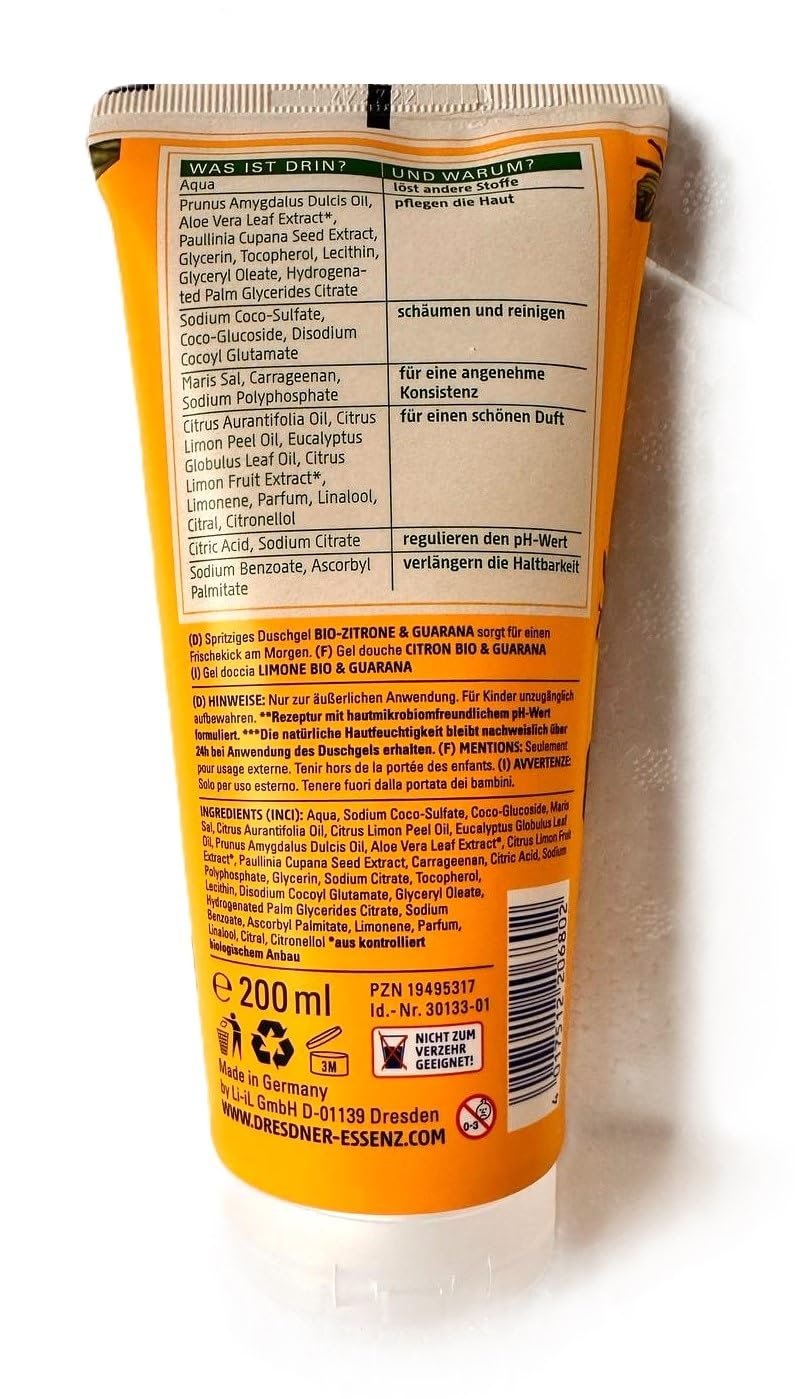 WAS IST DRIN? UND WARUM?
Aqua löst andere Stoffe
Prunus Amygdalus Dulcis Oil, pflegen die Haut
Aloe Vera Leaf Extract*,
Paullinia Cupana Seed Extract,
Glycerin, Tocopherol, Lecithin,
Glyceryl Oleate, Hydrogena-
ted Palm Glycerides Citrate
Sodium Coco-Sulfate, schäumen und reinigen
Coco-Glucoside, Disodium
Cocoyl Glutamate
Maris Sal, Carrageenan, für eine angenehme
Sodium Polyphosphate Konsistenz
Citrus Aurantifolia Oil, Citrus für einen schönen Duft
Limon Peel Oil, Eucalyptus
Globulus Leaf Oil, Citrus
Limon Fruit Extract*,
Limonene, Parfum, Linalool,
Citral, Citronellol
Citric Acid, Sodium Citrate regulieren den pH-Wert
Sodium Benzoate, Ascorbyl verlängern die Haltbarkeit
Palmitate
(D) Spritziges Duschgel BIO-ZITRONE & GUARANA sorgt für einen
Frischekick am Morgen. (F) Gel douche CITRON BIO & GUARANA
(I) Gel doccia LIMONE BIO & GUARANA
(D) HINWEISE: Nur zur äußerlichen Anwendung. Für Kinder unzugänglich
aufbewahren. **Rezeptur mit hautmikrobiomfreundlichem pH-Wert
formuliert. ***Die natürliche Hautfeuchtigkeit bleibt nachweislich über
24h bei Anwendung des Duschgels erhalten. (F) MENTIONS: Seulement
pour usage externe. Tenir hors de la portée des enfants. (I) AVVERTENZE:
Solo per uso esterno. Tenere fuori dalla portata dei bambini.
INGREDIENTS (INCI): Aqua, Sodium Coco-Sulfate, Coco-Glucoside, Maris
Sal, Citrus Aurantifolia Oil, Citrus Limon Peel Oil, Eucalyptus Globulus Leaf
Oil, Prunus Amygdalus Dulcis Oil, Aloe Vera Leaf Extract*, Citrus Limon Fruit
Extract*, Paullinia Cupana Seed Extract, Carrageenan, Citric Acid, Sodium
Polyphosphate, Glycerin, Sodium Citrate, Tocopherol,
Lecithin, Disodium Cocoyl Glutamate, Glyceryl Oleate,
Hydrogenated Palm Glycerides Citrate, Sodium
Benzoate, Ascorbyl Palmitate, Limonene, Parfum,
Linalool, Citral, Citronellol *aus kontrolliert
biologischem Anbau
e 200 ml
PZN 19495317
Id.-Nr. 30133-01
3M
NICHT ZUM
VERZEHR
GEEIGNET!
Made in Germany
by Li-iL GmbH D-01139 Dresden
WWW.DRESDNER-ESSENZ.COM
0-3
4 017512 206802